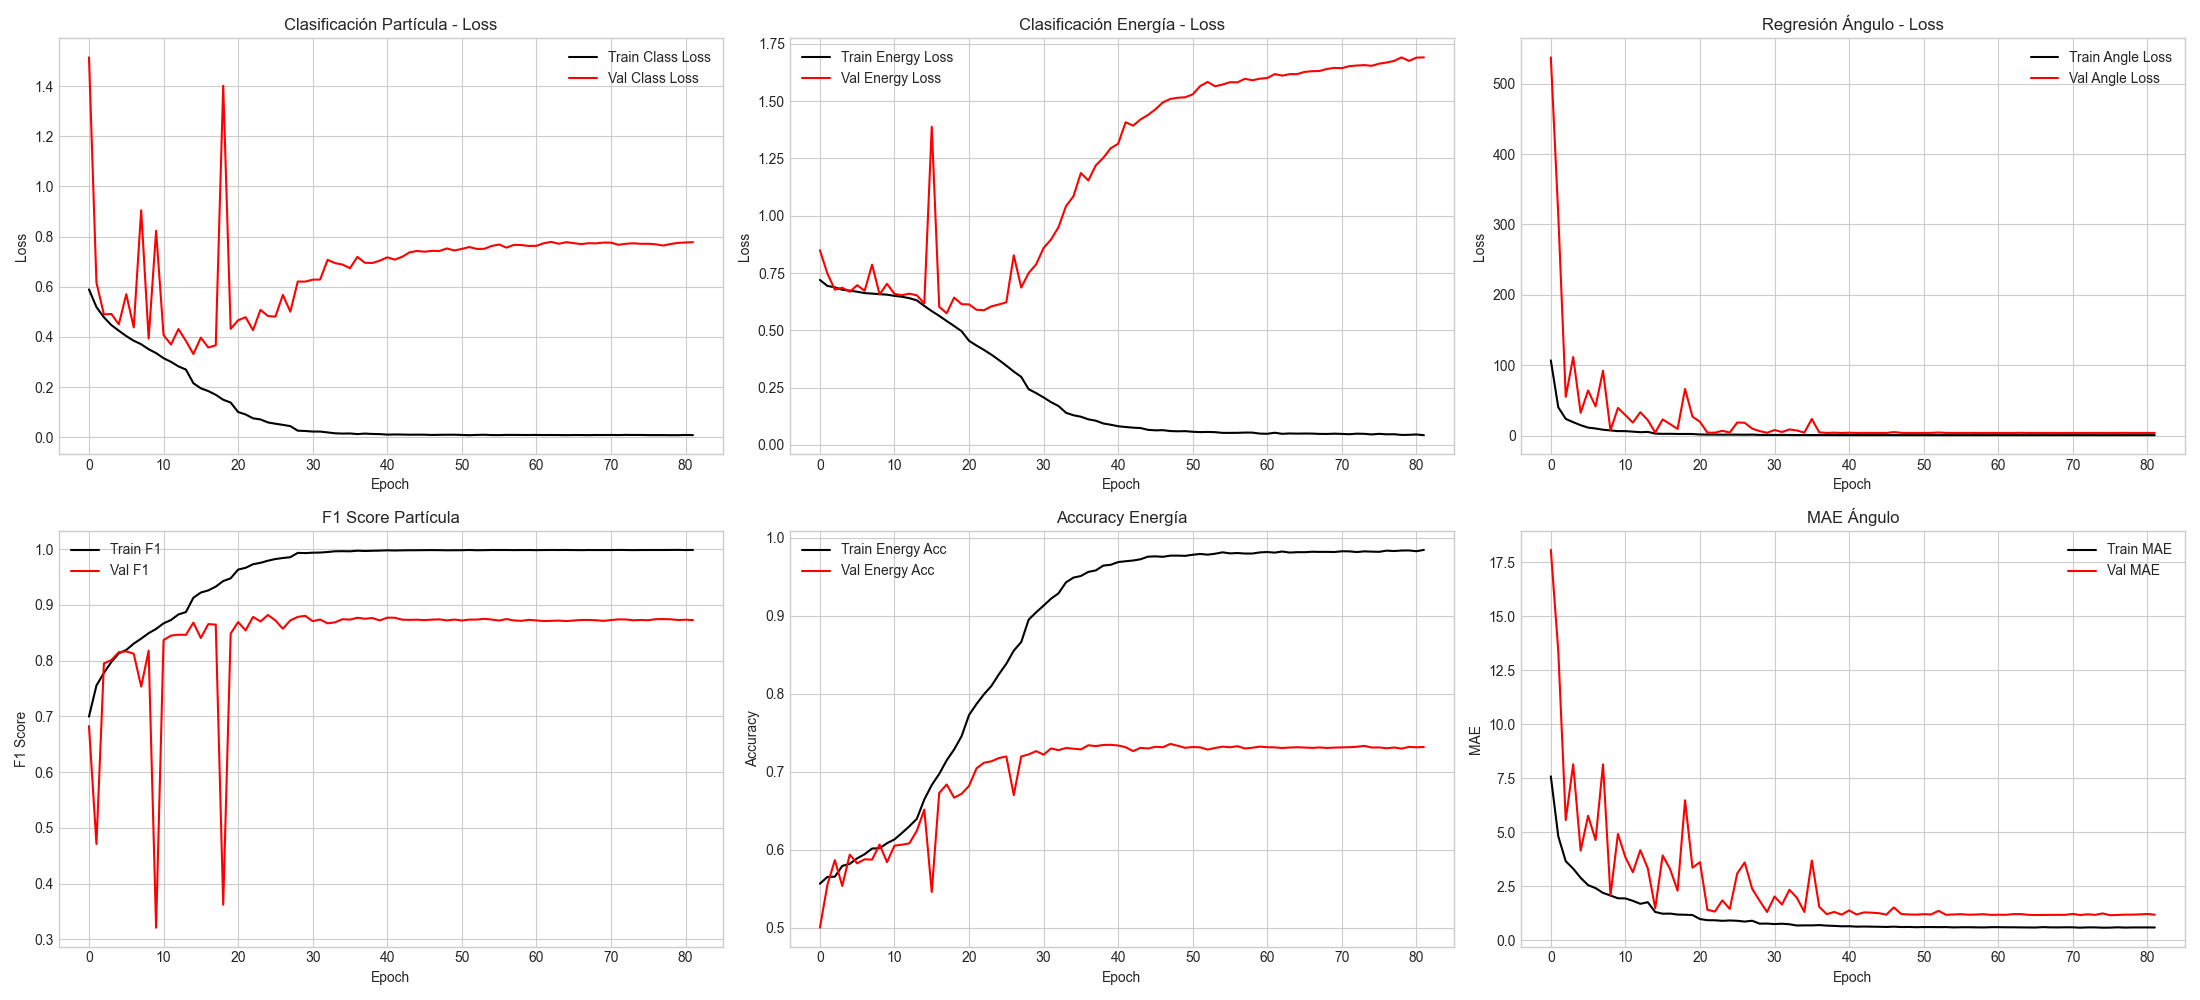 Clasificación Partícula - Loss
Train Class Loss
Val Class Loss
Loss
1.4
1.2
1.0
0.8
0.6
0.4
0.2
0.0
0 10 20 30 40 50 60 70 80
Epoch
Clasificación Energía - Loss
Train Energy Loss
Val Energy Loss
Loss
1.75
1.50
1.25
1.00
0.75
0.50
0.25
0.00
0 10 20 30 40 50 60 70 80
Epoch
Regresión Ángulo - Loss
Train Angle Loss
Val Angle Loss
Loss
500
400
300
200
100
0
0 10 20 30 40 50 60 70 80
Epoch
F1 Score Partícula
Train F1
Val F1
F1 Score
1.0
0.9
0.8
0.7
0.6
0.5
0.4
0.3
0 10 20 30 40 50 60 70 80
Epoch
Accuracy Energía
Train Energy Acc
Val Energy Acc
Accuracy
1.0
0.9
0.8
0.7
0.6
0.5
0 10 20 30 40 50 60 70 80
Epoch
MAE Ángulo
Train MAE
Val MAE
MAE
17.5
15.0
12.5
10.0
7.5
5.0
2.5
0.0
0 10 20 30 40 50 60 70 80
Epoch